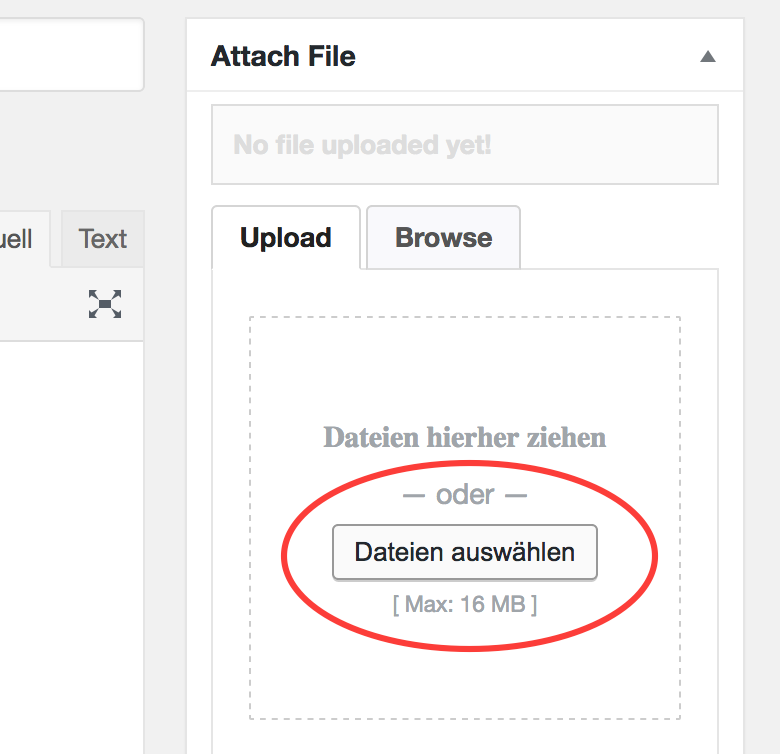 Attach File
No file uploaded yet!
Upload
Browse
uell
Text
Dateien hierher ziehen
— oder —
Dateien auswählen
[ Max: 16 MB ]